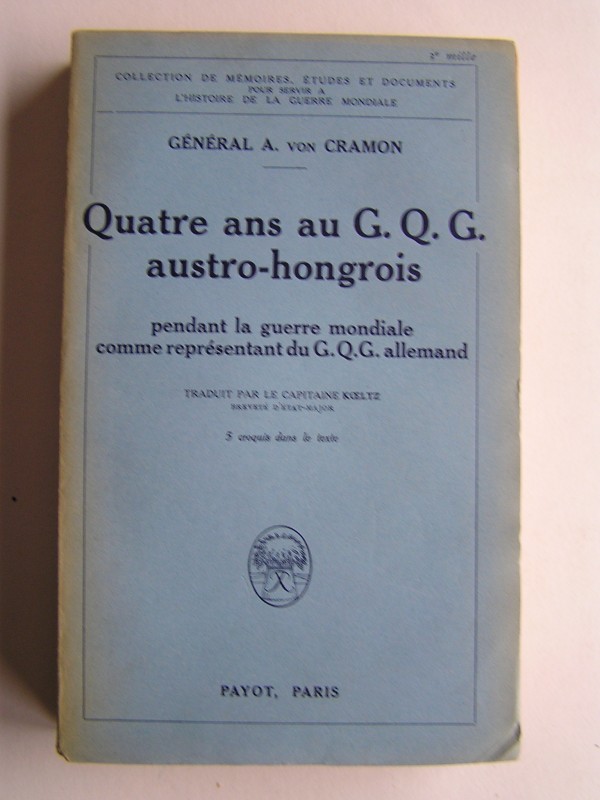 2e mille
COLLECTION DE MÉMOIRES, ÉTUDES ET DOCUMENTS
POUR SERVIR A
L'HISTOIRE DE LA GUERRE MONDIALE
GÉNÉRAL A. VON CRAMON
Quatre ans au G. Q. G.
austro-hongrois
pendant la guerre mondiale
comme représentant du G. Q. G. allemand
TRADUIT PAR LE CAPITAINE KŒLTZ
BREVETÉ D'ÉTAT-MAJOR
5 croquis dans le texte
PAYOT, PARIS